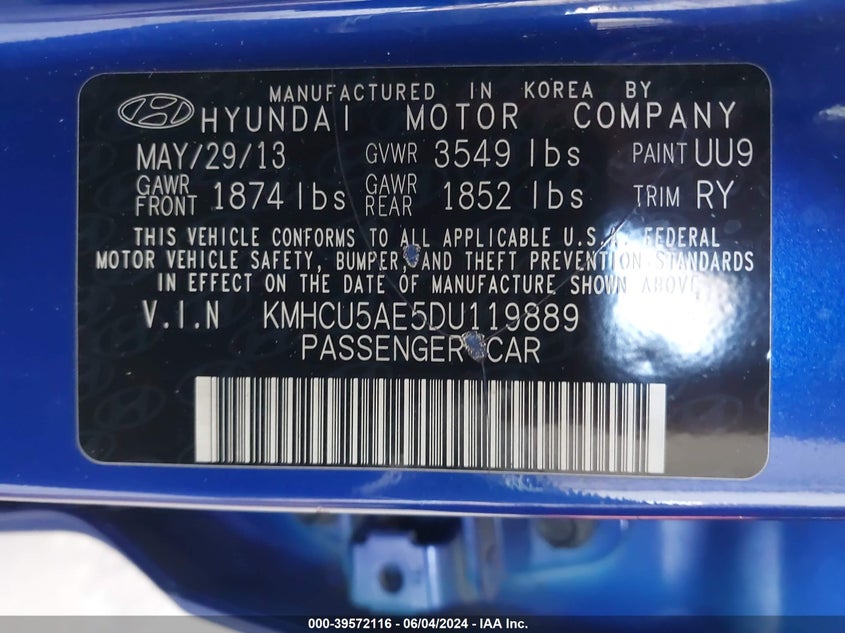 MANUFACTURED IN KOREA BY
HYUNDAI MOTOR COMPANY
MAY/29/13 GVWR 3549 lbs PAINT UU9
GAWR FRONT 1874 lbs GAWR REAR 1852 lbs TRIM RY
THIS VEHICLE CONFORMS TO ALL APPLICABLE U.S.A. FEDERAL
MOTOR VEHICLE SAFETY, BUMPER, AND THEFT PREVENTION STANDARDS
IN EFFECT ON THE DATE OF MANUFACTURE SHOWN ABOVE.
V.I.N KMHCU5AE5DU119889
PASSENGER CAR
000-39572116 | 06/04/2024 - IAA Inc.